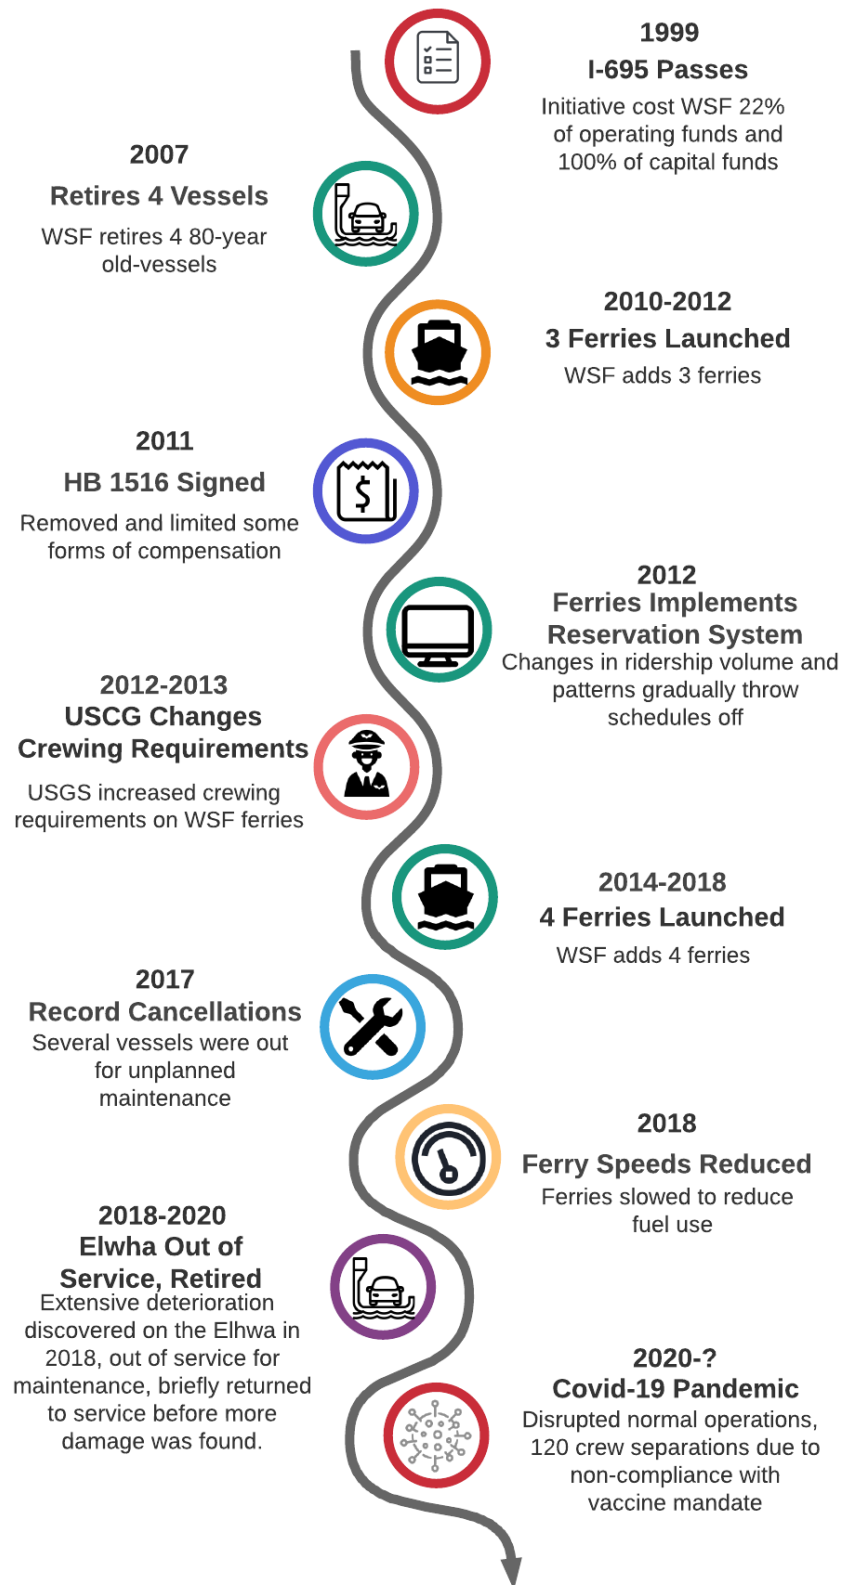 1999
I-695 Passes
Initiative cost WSF 22%
of operating funds and
100% of capital funds
2007
Retires 4 Vessels
WSF retires 4 80-year
old-vessels
2010-2012
3 Ferries Launched
WSF adds 3 ferries
2011
HB 1516 Signed
Removed and limited some
forms of compensation
2012
Ferries Implements
Reservation System
Changes in ridership volume and
patterns gradually throw
schedules off
2012-2013
USCG Changes
Crewing Requirements
USGS increased crewing
requirements on WSF ferries
2014-2018
4 Ferries Launched
WSF adds 4 ferries
2017
Record Cancellations
Several vessels were out
for unplanned
maintenance
2018
Ferry Speeds Reduced
Ferries slowed to reduce
fuel use
2018-2020
Elwha Out of
Service, Retired
Extensive deterioration
discovered on the Elhwa in
2018, out of service for
maintenance, briefly returned
to service before more
damage was found.
2020-?
Covid-19 Pandemic
Disrupted normal operations,
120 crew separations due to
non-compliance with
vaccine mandate